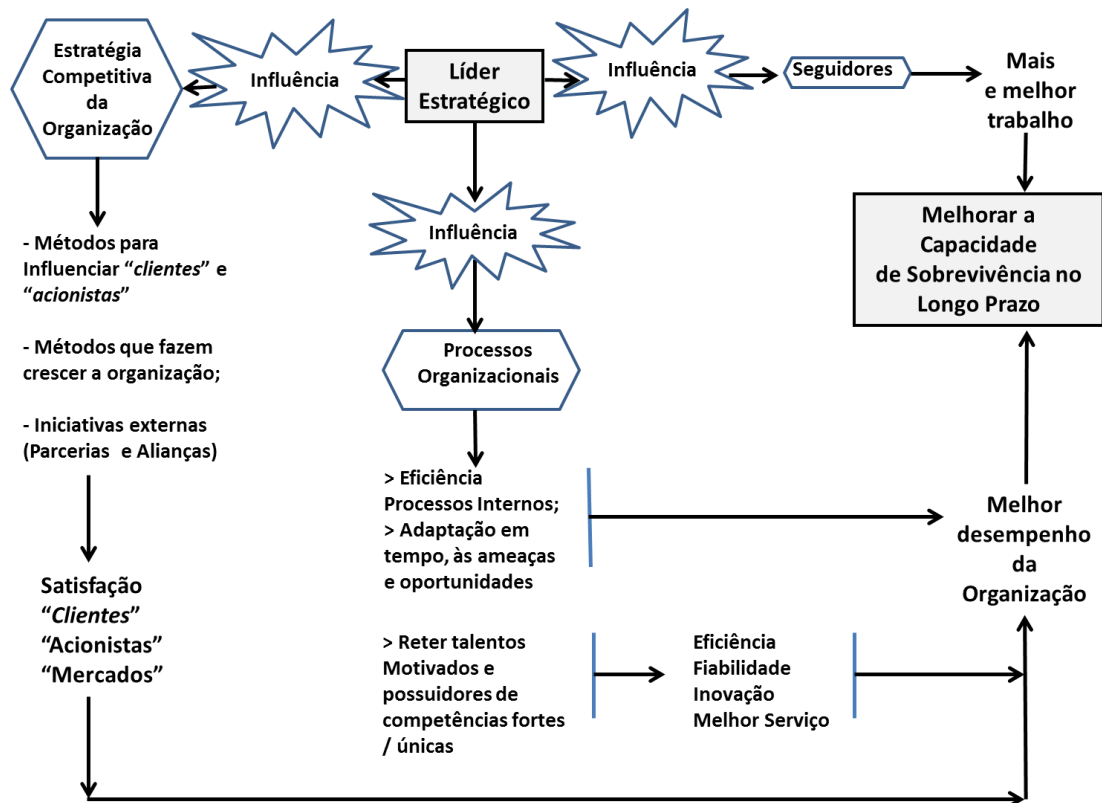 Estratégia
Competitiva
da
Organização
Influência
Líder
Estratégico
Influência
Seguidores
Mais
e melhor
trabalho
- Métodos para
Influenciar “clientes” e
“acionistas”
- Métodos que fazem
crescer a organização;
- Iniciativas externas
(Parcerias e Alianças)
Satisfação
“Clientes”
“Acionistas”
“Mercados”
Influência
Processos
Organizacionais
> Eficiência
Processos Internos;
> Adaptação em
tempo, às ameaças
e oportunidades
> Reter talentos
Motivados e
possuidores de
competências fortes
/ únicas
Eficiência
Fiabilidade
Inovação
Melhor Serviço
Melhorar a
Capacidade
de Sobrevivência no
Longo Prazo
Melhor
desempenho
da
Organização